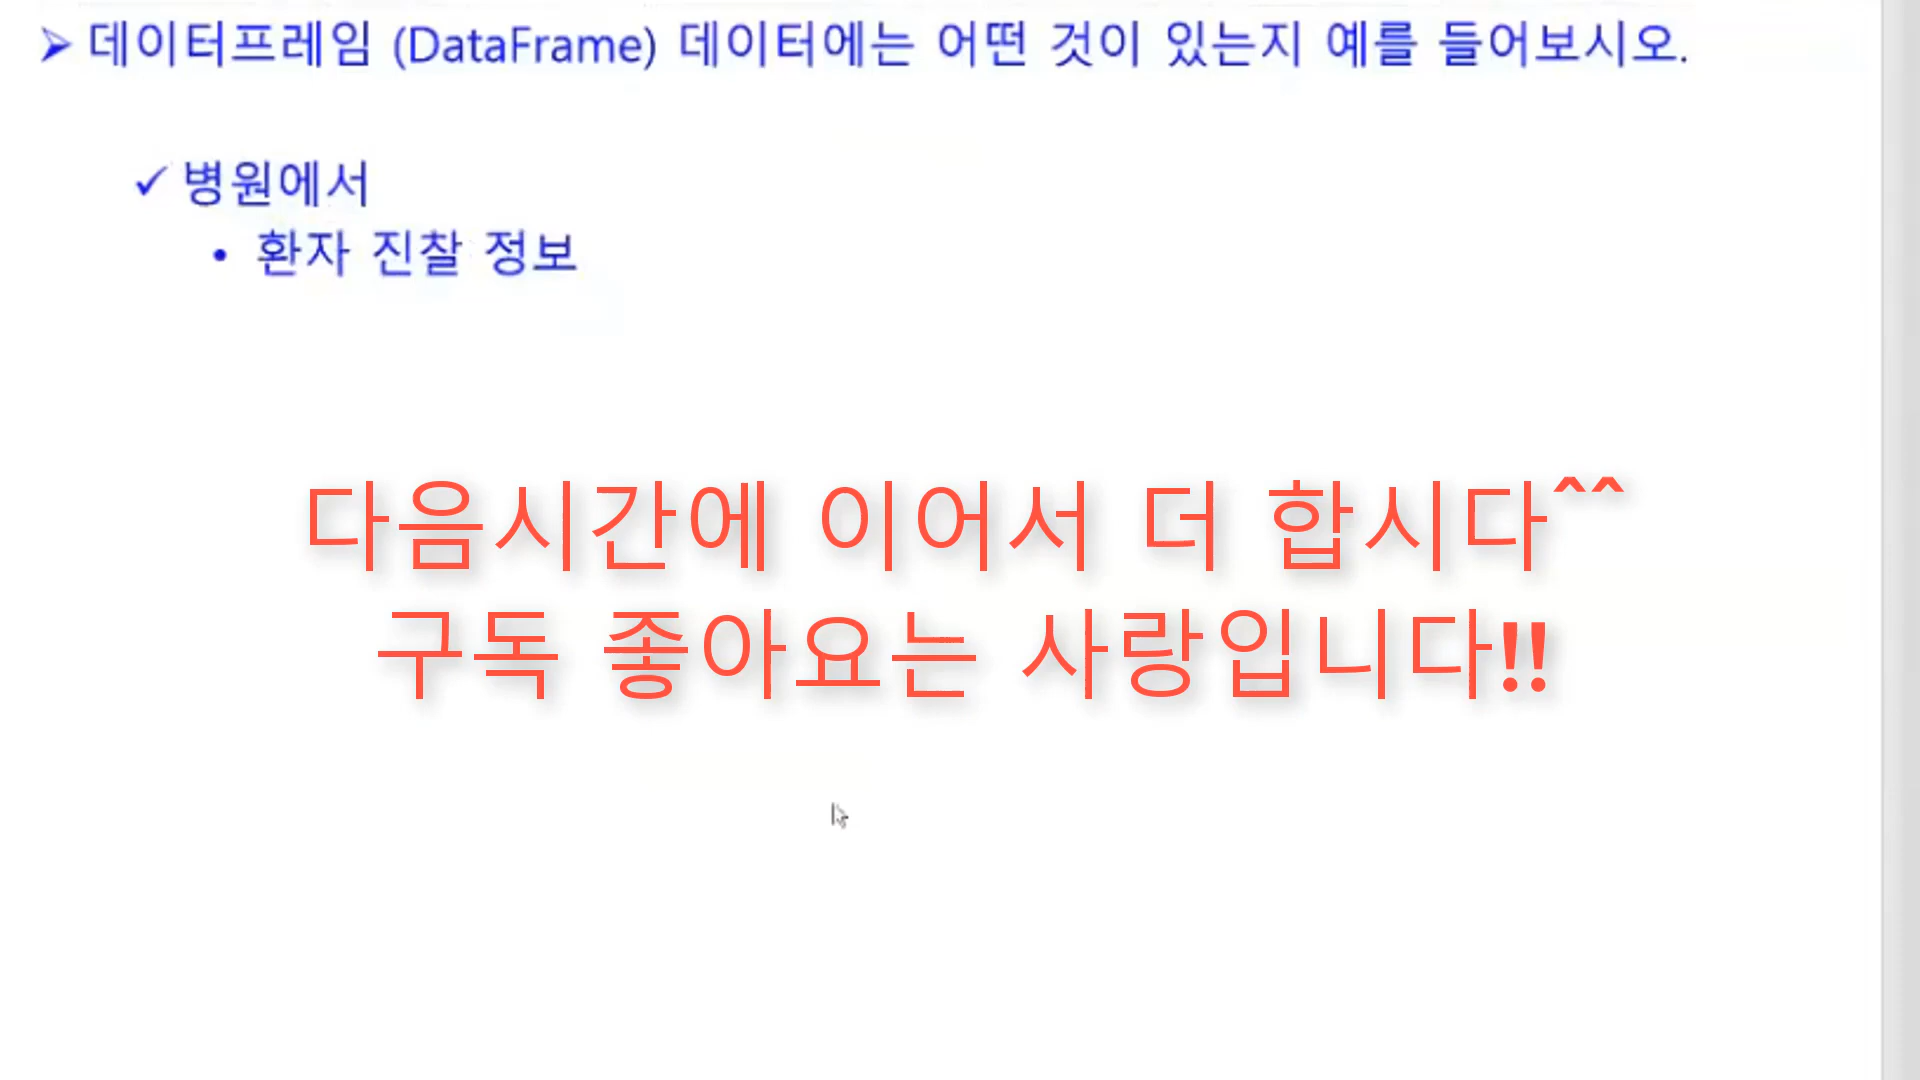 ➢ 데이터프레임 (DataFrame) 데이터에는 어떤 것이 있는지 예를 들어보시오.
✓ 병원에서
• 환자 진찰 정보
다음시간에 이어서 더 합시다^^
구독 좋아요는 사랑입니다!!